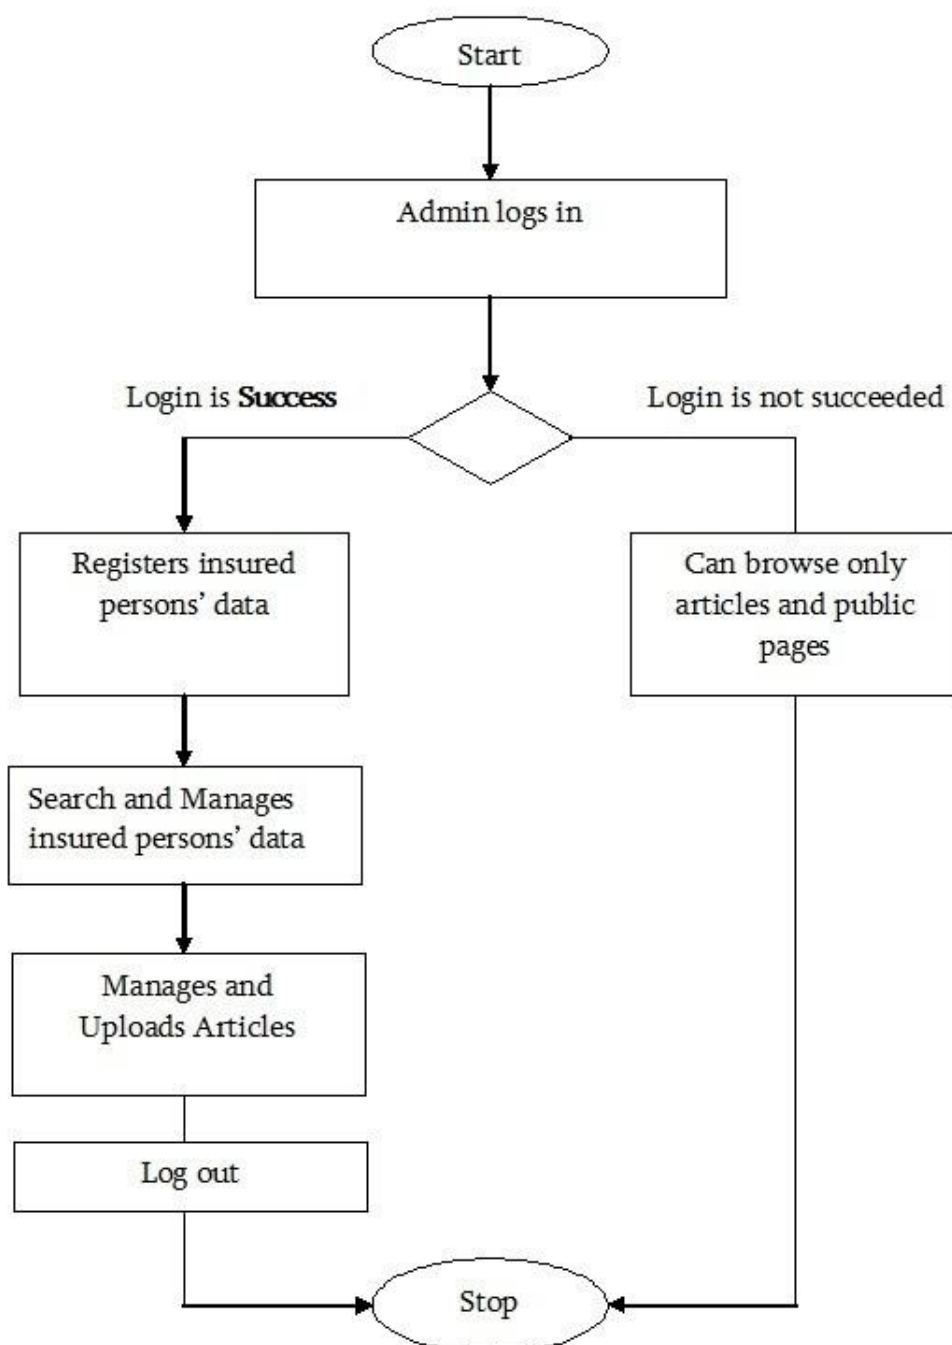 Start
Admin logs in
Login is Success
Login is not succeeded
Registers insured
persons’ data
Can browse only
articles and public
pages
Search and Manages
insured persons’ data
Manages and
Uploads Articles
Log out
Stop